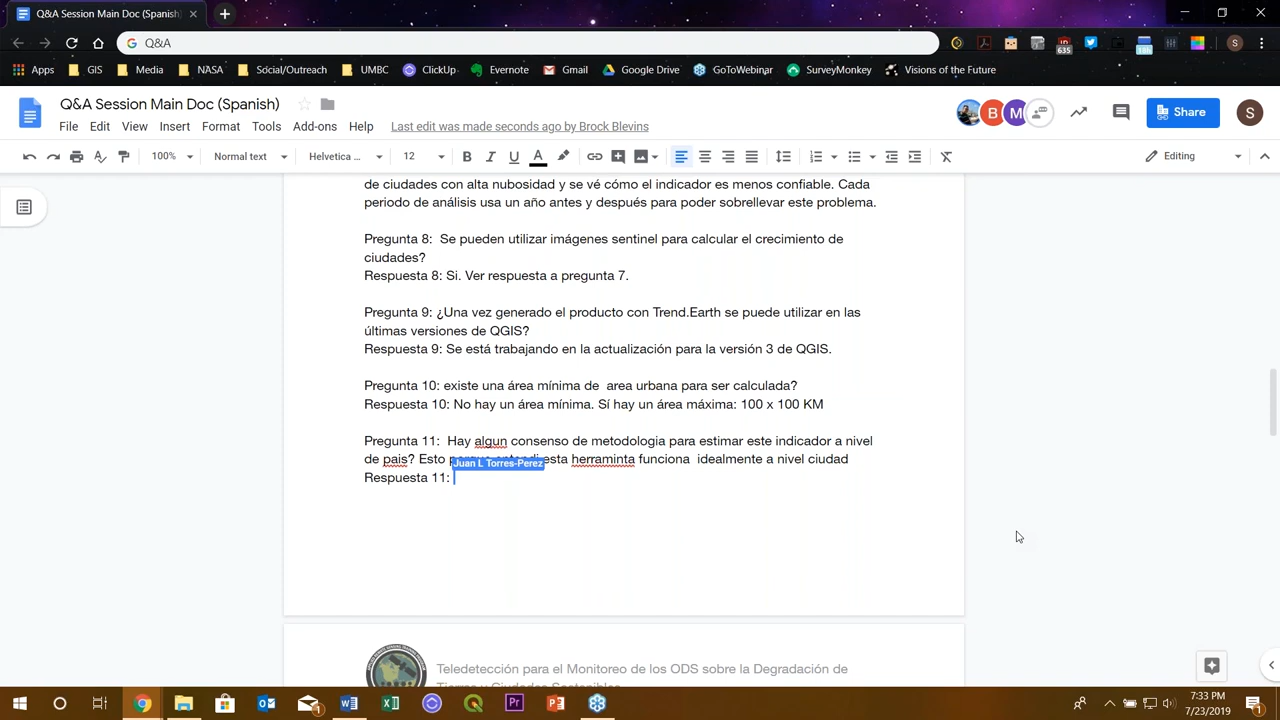 Q&A Session Main Doc (Spanish)
Q&A
Apps GIS Media NASA Social/Outreach UMBC ClickUp Evernote Gmail Google Drive GoToWebinar SurveyMonkey Visions of the Future
Q&A Session Main Doc (Spanish)
File Edit View Insert Format Tools Add-ons Help Last edit was made seconds ago by Brock Blevins
B M Share S
100% Normal text Helvetica ... 12 B I U A Editing
de ciudades con alta nubosidad y se vé cómo el indicador es menos confiable. Cada
periodo de análisis usa un año antes y después para poder sobrellevar este problema.
Pregunta 8: Se pueden utilizar imágenes sentinel para calcular el crecimiento de
ciudades?
Respuesta 8: Si. Ver respuesta a pregunta 7.
Pregunta 9: ¿Una vez generado el producto con Trend.Earth se puede utilizar en las
últimas versiones de QGIS?
Respuesta 9: Se está trabajando en la actualización para la versión 3 de QGIS.
Pregunta 10: existe una área mínima de area urbana para ser calculada?
Respuesta 10: No hay un área mínima. Sí hay un área máxima: 100 x 100 KM
Pregunta 11: Hay algun consenso de metodologia para estimar este indicador a nivel
de pais? Esto esta herraminta funciona idealmente a nivel ciudad
Juan L Torres-Perez
Respuesta 11:
Teledetección para el Monitoreo de los ODS sobre la Degradación de
7:33 PM
7/23/2019